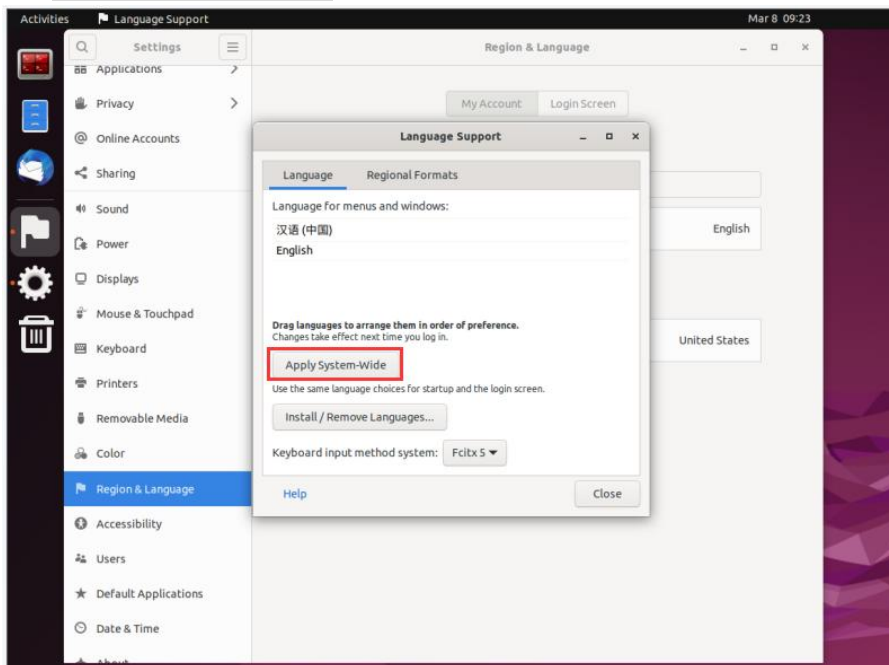 Activities Language Support Mar 8 09:23
Settings Region & Language
Applications
Privacy
My Account Login Screen
Online Accounts
Language Support
Sharing
Language Regional Formats
Sound
Language for menus and windows:
汉语 (中国)
English
English
Power
Displays
Mouse & Touchpad
Drag languages to arrange them in order of preference.
Changes take effect next time you log in.
United States
Keyboard
Apply System-Wide
Printers
Use the same language choices for startup and the login screen.
Removable Media
Install / Remove Languages...
Color
Keyboard input method system: Fcitx 5
Region & Language
Help Close
Accessibility
Users
Default Applications
Date & Time
About